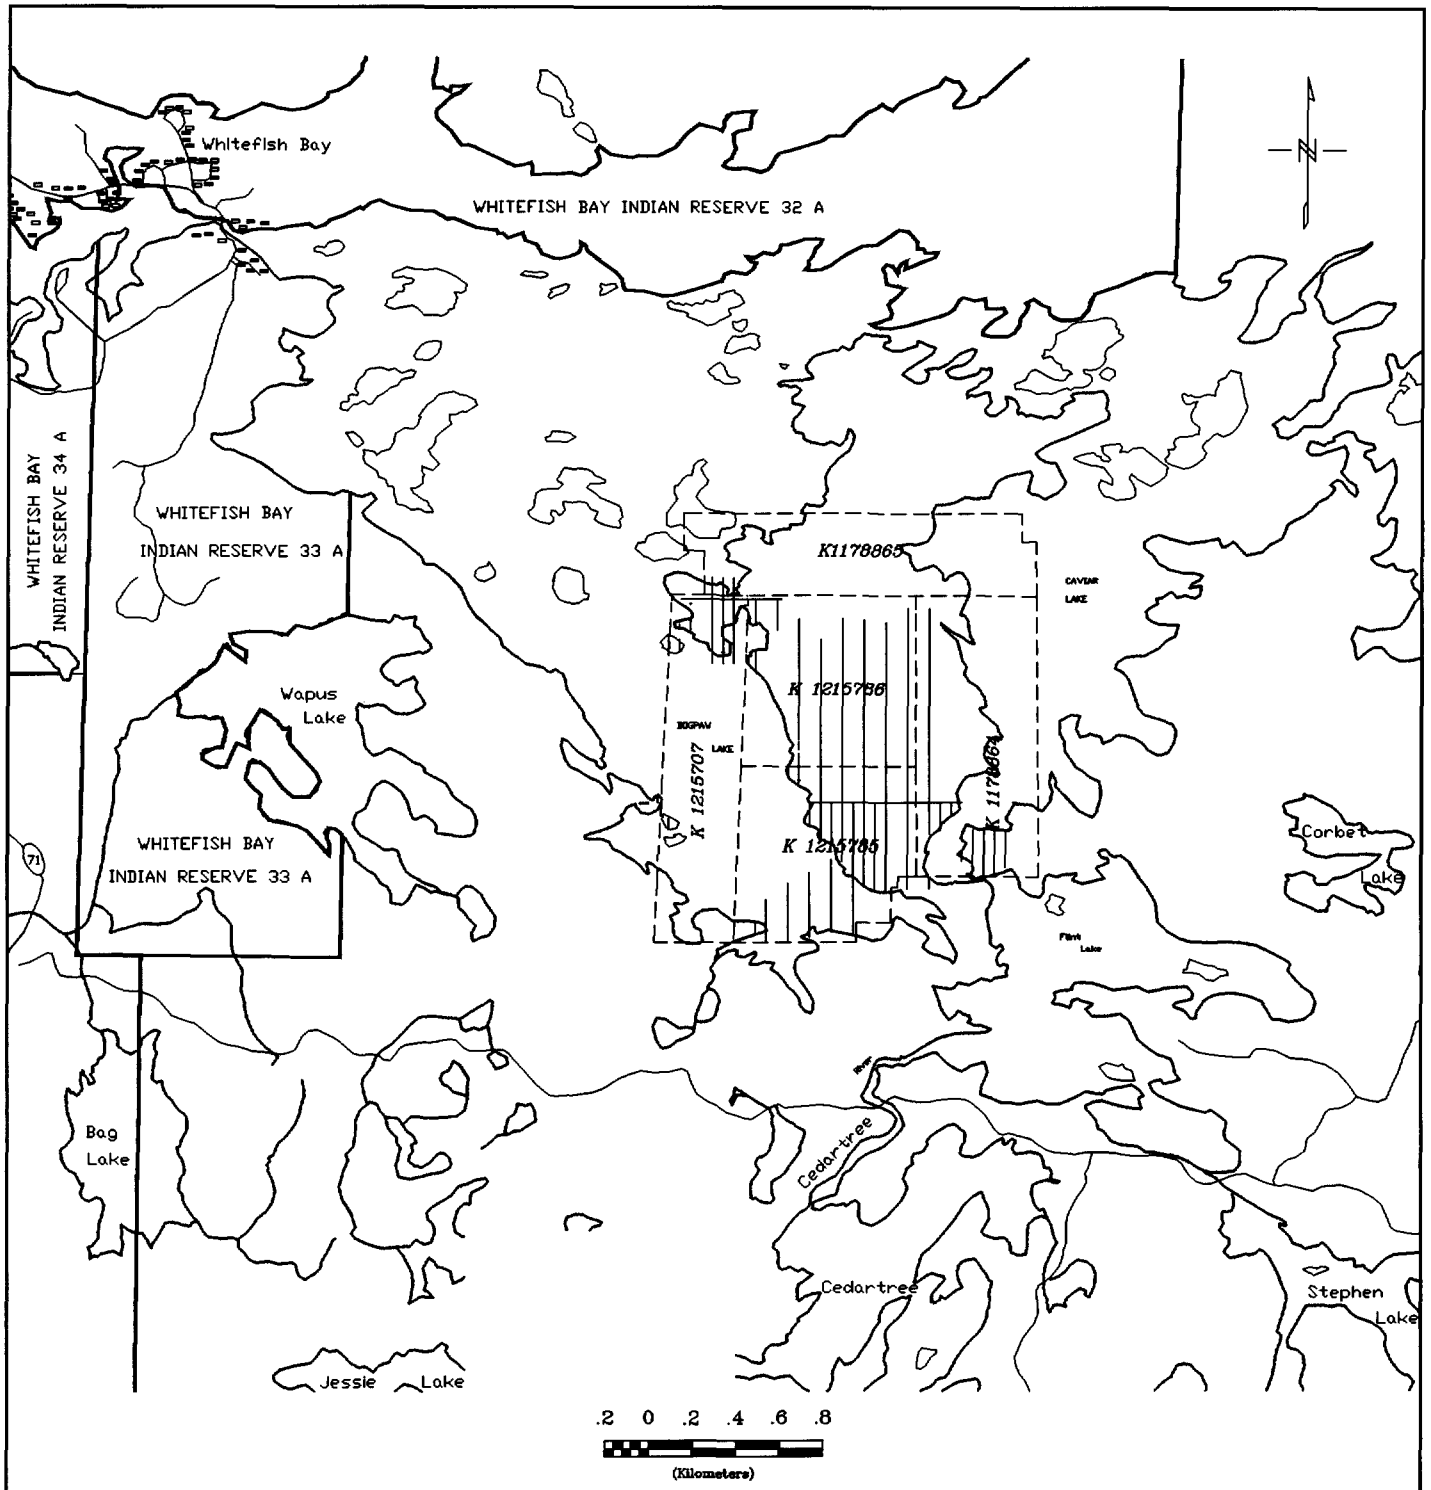 N
Whitefish Bay
WHITEFISH BAY INDIAN RESERVE 32 A
WHITEFISH BAY
INDIAN RESERVE 34 A
WHITEFISH BAY
INDIAN RESERVE 33 A
K1178865
CAVIAR
LAKE
Wapus
Lake
K 1215786
BOGPAW
LAKE
K 1215707
K 1178864
WHITEFISH BAY
INDIAN RESERVE 33 A
K 1215785
71
Corbet
Lake
Flint
Lake
River
Cedartree
Bag
Lake
Cedartree
Stephen
Lake
Jessie Lake
.2 0 .2 .4 .6 .8
(Kilometers)